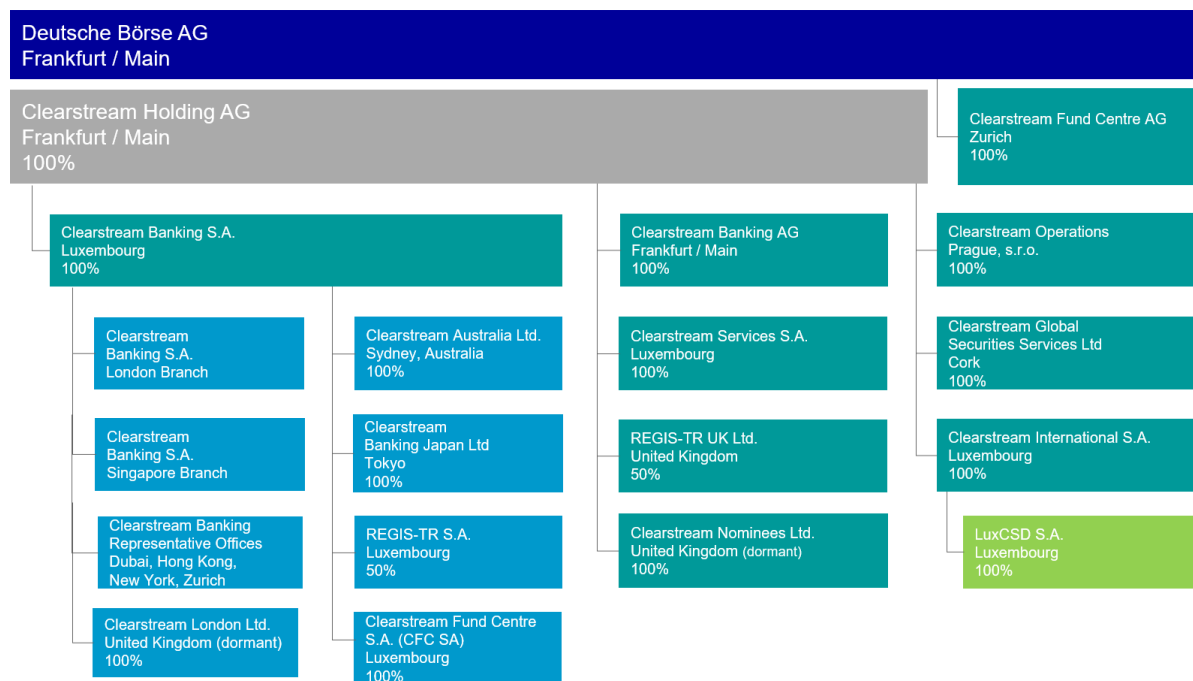 Deutsche Börse AG
Frankfurt / Main
Clearstream Holding AG
Frankfurt / Main
100%
Clearstream Fund Centre AG
Zurich
100%
Clearstream Banking S.A.
Luxembourg
100%
Clearstream
Banking S.A.
London Branch
Clearstream
Banking S.A.
Singapore Branch
Clearstream Banking
Representative Offices
Dubai, Hong Kong,
New York, Zurich
Clearstream London Ltd.
United Kingdom (dormant)
100%
Clearstream Australia Ltd.
Sydney, Australia
100%
Clearstream
Banking Japan Ltd
Tokyo
100%
REGIS-TR S.A.
Luxembourg
50%
Clearstream Fund Centre
S.A. (CFC SA)
Luxembourg
100%
Clearstream Banking AG
Frankfurt / Main
100%
Clearstream Services S.A.
Luxembourg
100%
REGIS-TR UK Ltd.
United Kingdom
50%
Clearstream Nominees Ltd.
United Kingdom (dormant)
100%
Clearstream Operations
Prague, s.r.o.
100%
Clearstream Global
Securities Services Ltd
Cork
100%
Clearstream International S.A.
Luxembourg
100%
LuxCSD S.A.
Luxembourg
100%